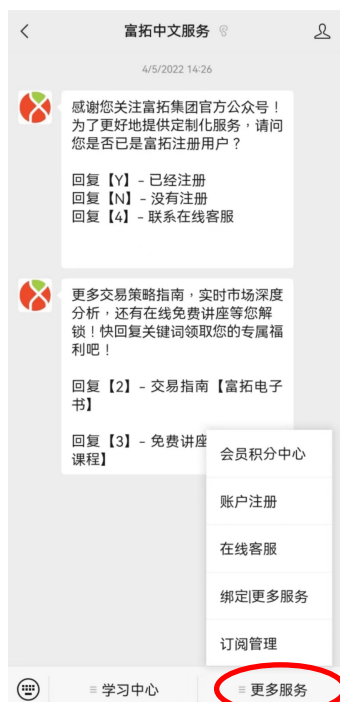 富拓中文服务
4/5/2022 14:26
感谢您关注富拓集团官方公众号！
为了更好地提供定制化服务，请问
您是否已是富拓注册用户？
回复【Y】- 已经注册
回复【N】- 没有注册
回复【4】- 联系在线客服
更多交易策略指南，实时市场深度
分析，还有在线免费讲座等您解
锁！快回复关键词领取您的专属福
利吧！
回复【2】- 交易指南【富拓电子
书】
回复【3】- 免费讲座
课程】
会员积分中心
账户注册
在线客服
绑定|更多服务
订阅管理
学习中心
更多服务